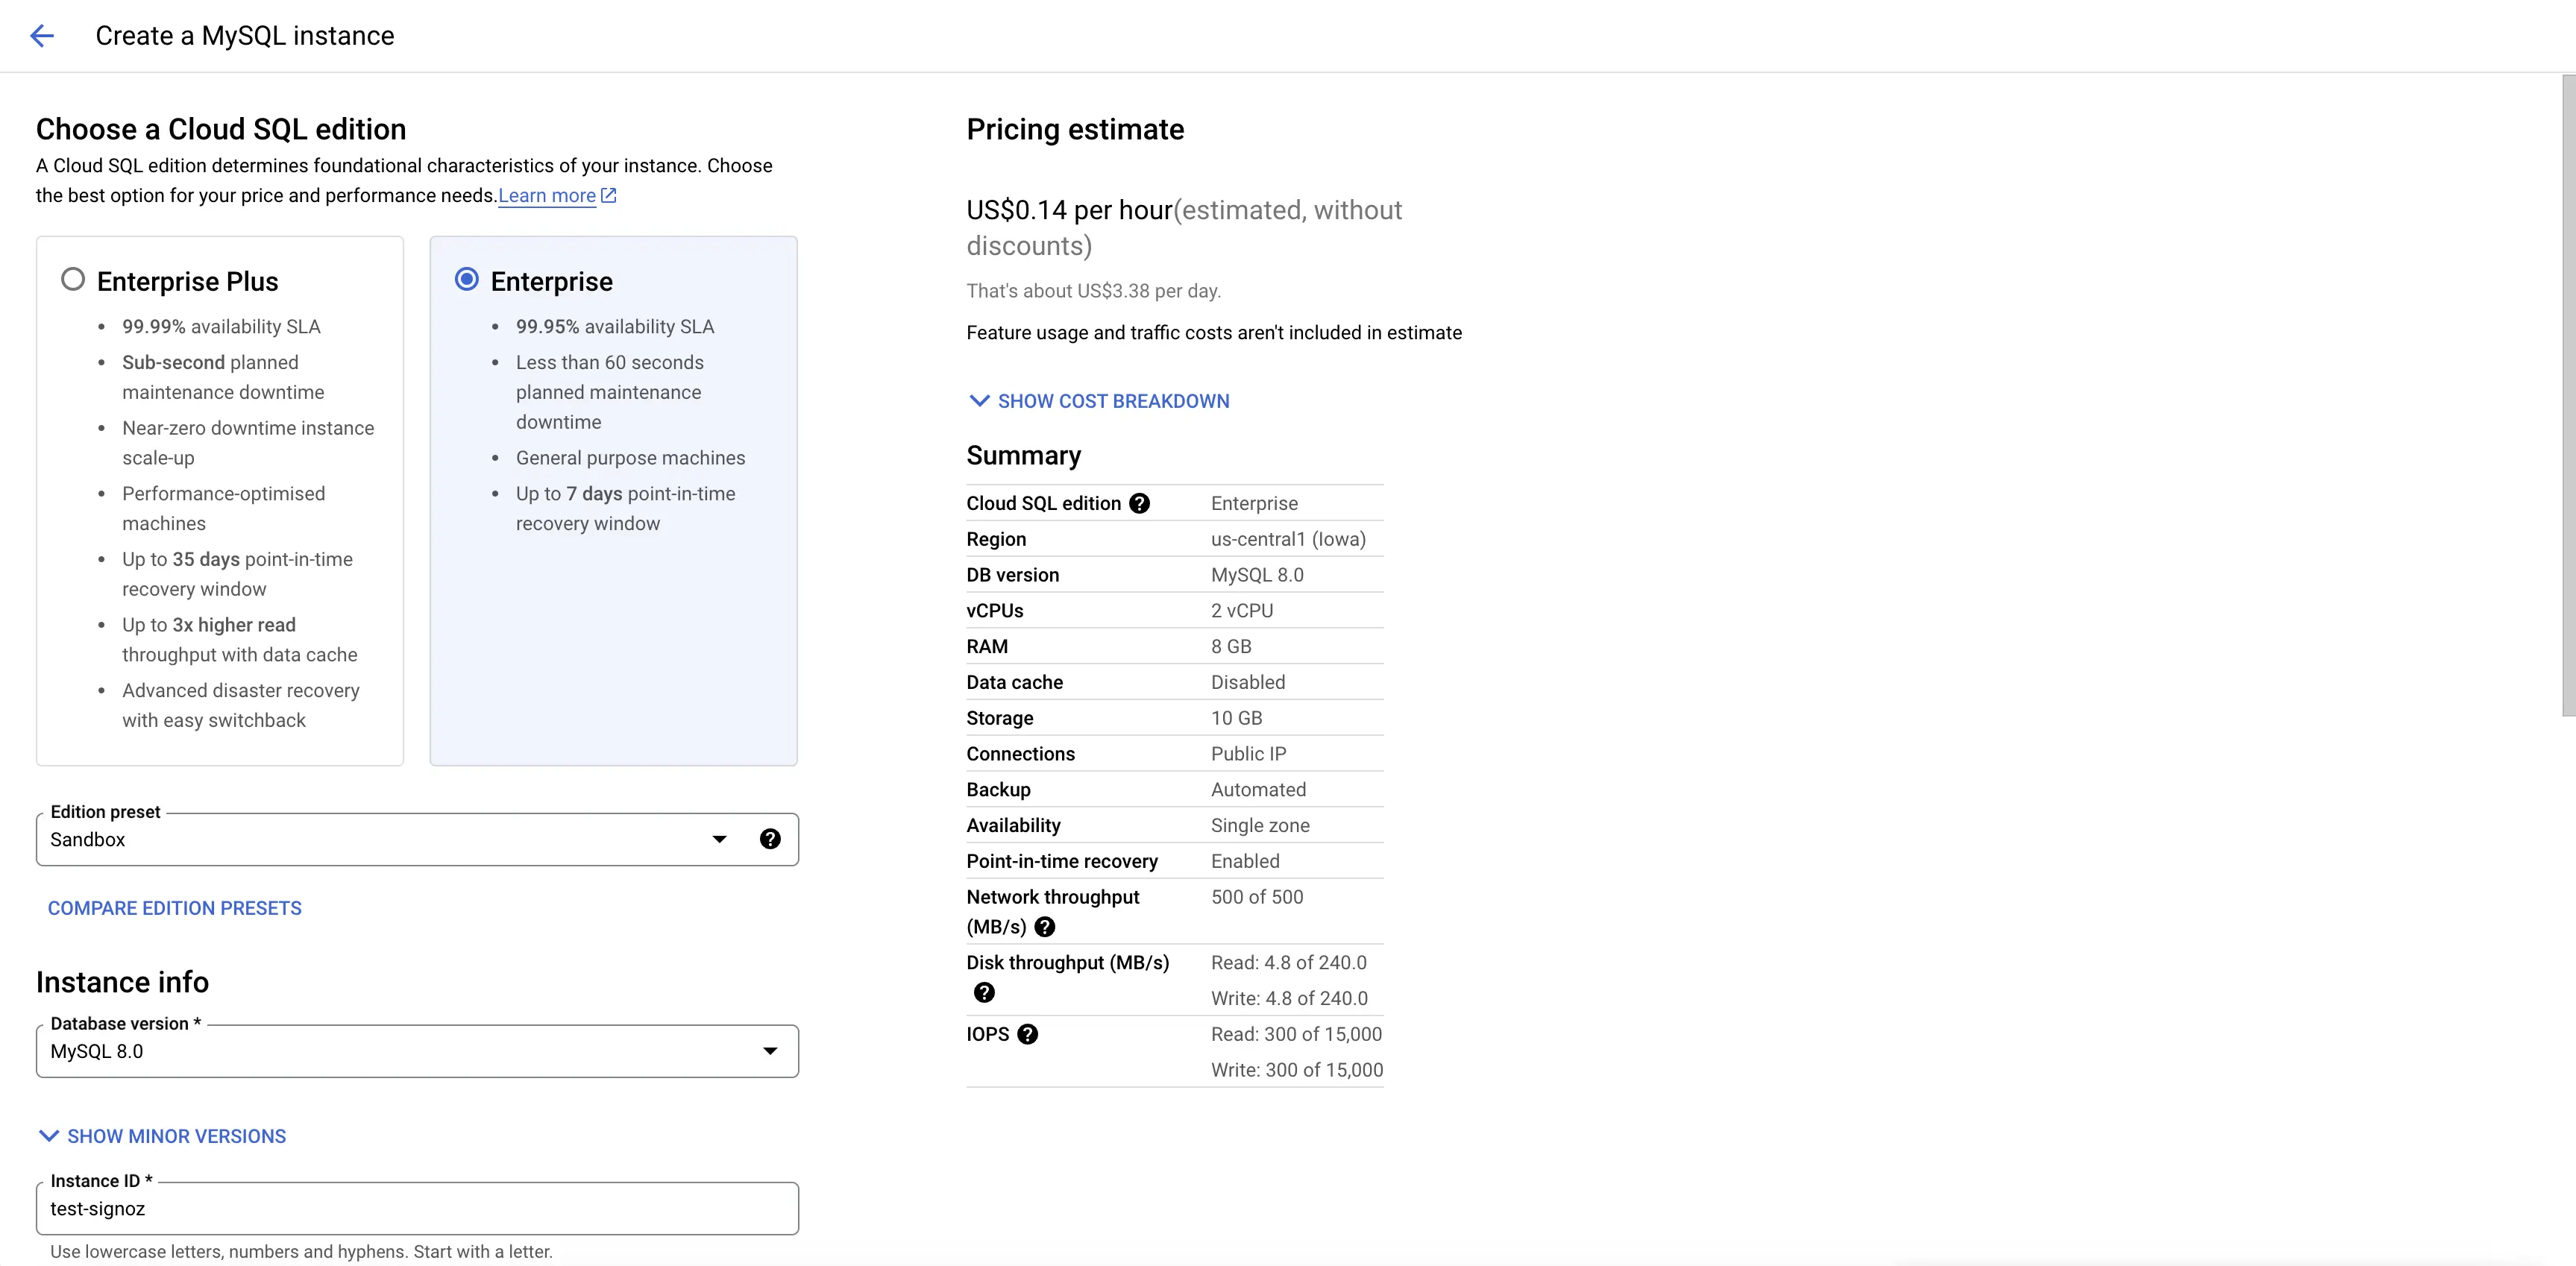 Create a MySQL instance
Choose a Cloud SQL edition
A Cloud SQL edition determines foundational characteristics of your instance. Choose
the best option for your price and performance needs.Learn more
Enterprise Plus
• 99.99% availability SLA
• Sub-second planned
maintenance downtime
• Near-zero downtime instance
scale-up
• Performance-optimised
machines
• Up to 35 days point-in-time
recovery window
• Up to 3x higher read
throughput with data cache
• Advanced disaster recovery
with easy switchback
Enterprise
• 99.95% availability SLA
• Less than 60 seconds
planned maintenance
downtime
• General purpose machines
• Up to 7 days point-in-time
recovery window
Edition preset
Sandbox
COMPARE EDITION PRESETS
Instance info
Database version *
MySQL 8.0
SHOW MINOR VERSIONS
Instance ID *
test-signoz
Use lowercase letters, numbers and hyphens. Start with a letter.
Pricing estimate
US$0.14 per hour(estimated, without
discounts)
That's about US$3.38 per day.
Feature usage and traffic costs aren't included in estimate
SHOW COST BREAKDOWN
Summary
Cloud SQL edition Enterprise
Region us-central1 (Iowa)
DB version MySQL 8.0
vCPUs 2 vCPU
RAM 8 GB
Data cache Disabled
Storage 10 GB
Connections Public IP
Backup Automated
Availability Single zone
Point-in-time recovery Enabled
Network throughput 500 of 500
(MB/s)
Disk throughput (MB/s) Read: 4.8 of 240.0
Write: 4.8 of 240.0
IOPS Read: 300 of 15,000
Write: 300 of 15,000